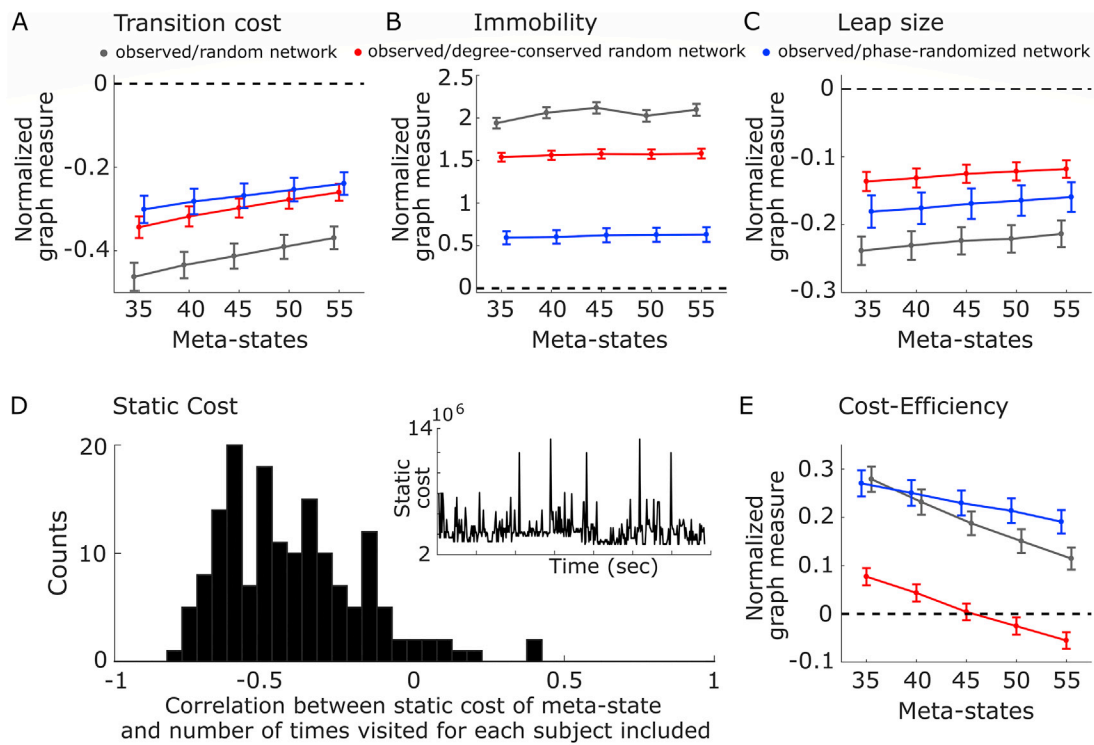 A Transition cost B Immobility C Leap size
observed/random network observed/degree-conserved random network observed/phase-randomized network
Normalized
graph measure
0
-0.2
-0.4
35 40 45 50 55
Meta-states
Normalized
graph measure
2.5
2
1.5
1
0.5
0
35 40 45 50 55
Meta-states
Normalized
graph measure
0
-0.1
-0.2
-0.3
35 40 45 50 55
Meta-states
D Static Cost
Counts
20
10
0
-1 -0.5 0 0.5 1
Correlation between static cost of meta-state
and number of times visited for each subject included
10⁶
14
Static
cost
2
Time (sec)
E Cost-Efficiency
Normalized
graph measure
0.3
0.2
0.1
0
-0.1
35 40 45 50 55
Meta-states